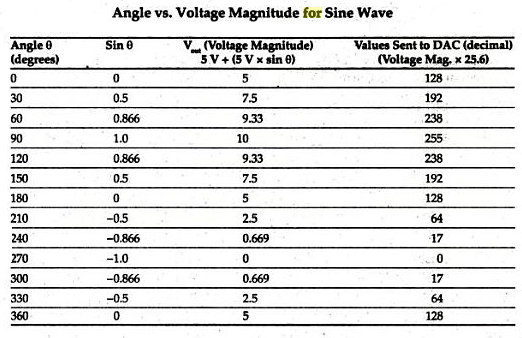 Angle vs. Voltage Magnitude for Sine Wave
Angle θ Sin θ Vout (Voltage Magnitude) Values Sent to DAC (decimal)
(degrees) 5 V + (5 V × sin θ) (Voltage Mag. × 25.6)
0 0 5 128
30 0.5 7.5 192
60 0.866 9.33 238
90 1.0 10 255
120 0.866 9.33 238
150 0.5 7.5 192
180 0 5 128
210 −0.5 2.5 64
240 −0.866 0.669 17
270 −1.0 0 0
300 −0.866 0.669 17
330 −0.5 2.5 64
360 0 5 128